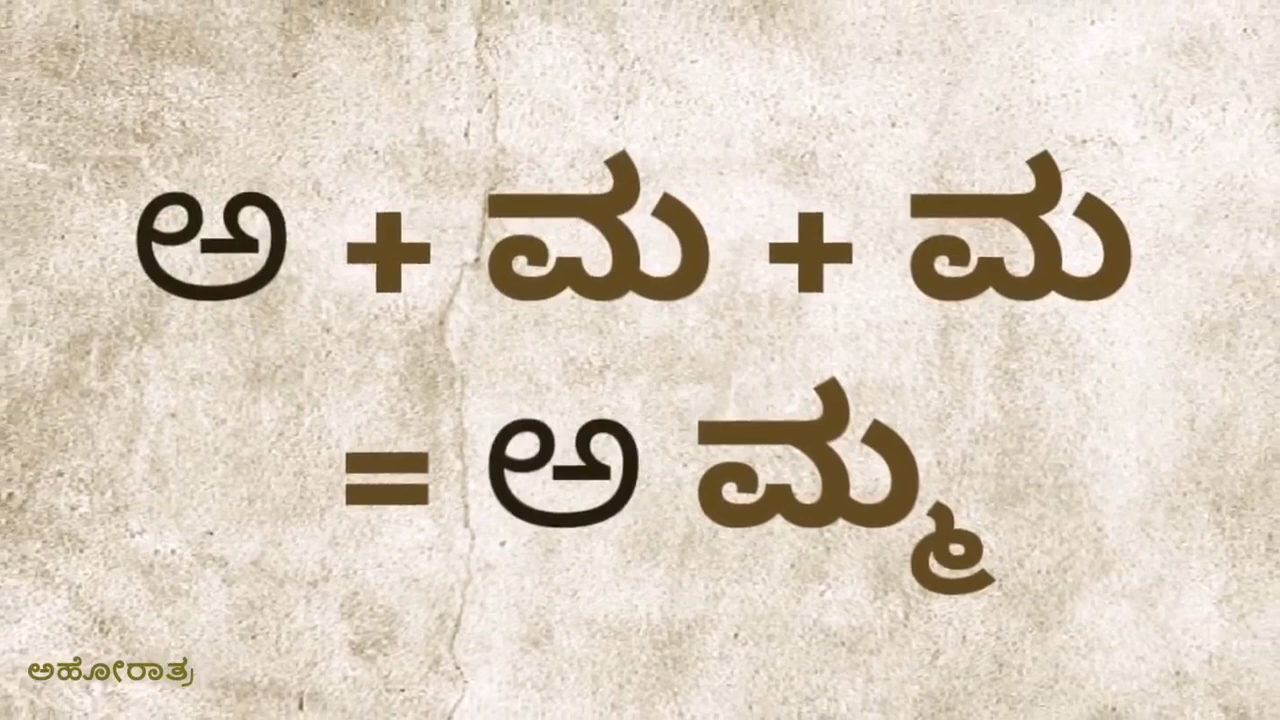 ಅ + ಮ + ಮ
= ಅ ಮ್ಮ
ಅಹೋರಾತ್ರ